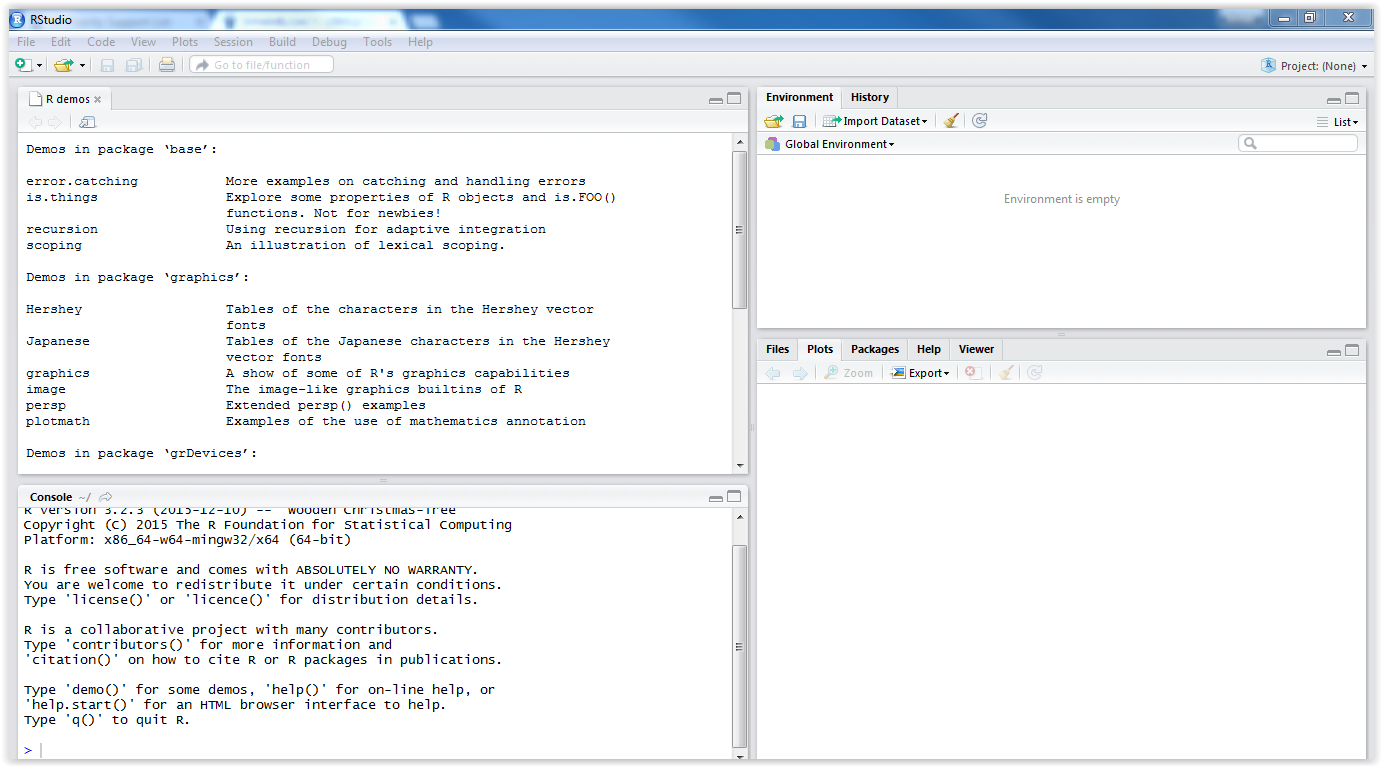 RStudio
File Edit Code View Plots Session Build Debug Tools Help
Go to file/function
Project: (None)
R demos
Demos in package ‘base’:
error.catching More examples on catching and handling errors
is.things Explore some properties of R objects and is.FOO()
functions. Not for newbies!
recursion Using recursion for adaptive integration
scoping An illustration of lexical scoping.
Demos in package ‘graphics’:
Hershey Tables of the characters in the Hershey vector
fonts
Japanese Tables of the Japanese characters in the Hershey
vector fonts
graphics A show of some of R's graphics capabilities
image The image-like graphics builtins of R
persp Extended persp() examples
plotmath Examples of the use of mathematics annotation
Demos in package ‘grDevices’:
Console ~/
R version 3.2.3 (2015-12-10) -- "Wooden Christmas-Tree"
Copyright (C) 2015 The R Foundation for Statistical Computing
Platform: x86_64-w64-mingw32/x64 (64-bit)
R is free software and comes with ABSOLUTELY NO WARRANTY.
You are welcome to redistribute it under certain conditions.
Type 'license()' or 'licence()' for distribution details.
R is a collaborative project with many contributors.
Type 'contributors()' for more information and
'citation()' on how to cite R or R packages in publications.
Type 'demo()' for some demos, 'help()' for on-line help, or
'help.start()' for an HTML browser interface to help.
Type 'q()' to quit R.
>
Environment History
Import Dataset
List
Global Environment
Environment is empty
Files Plots Packages Help Viewer
Zoom Export